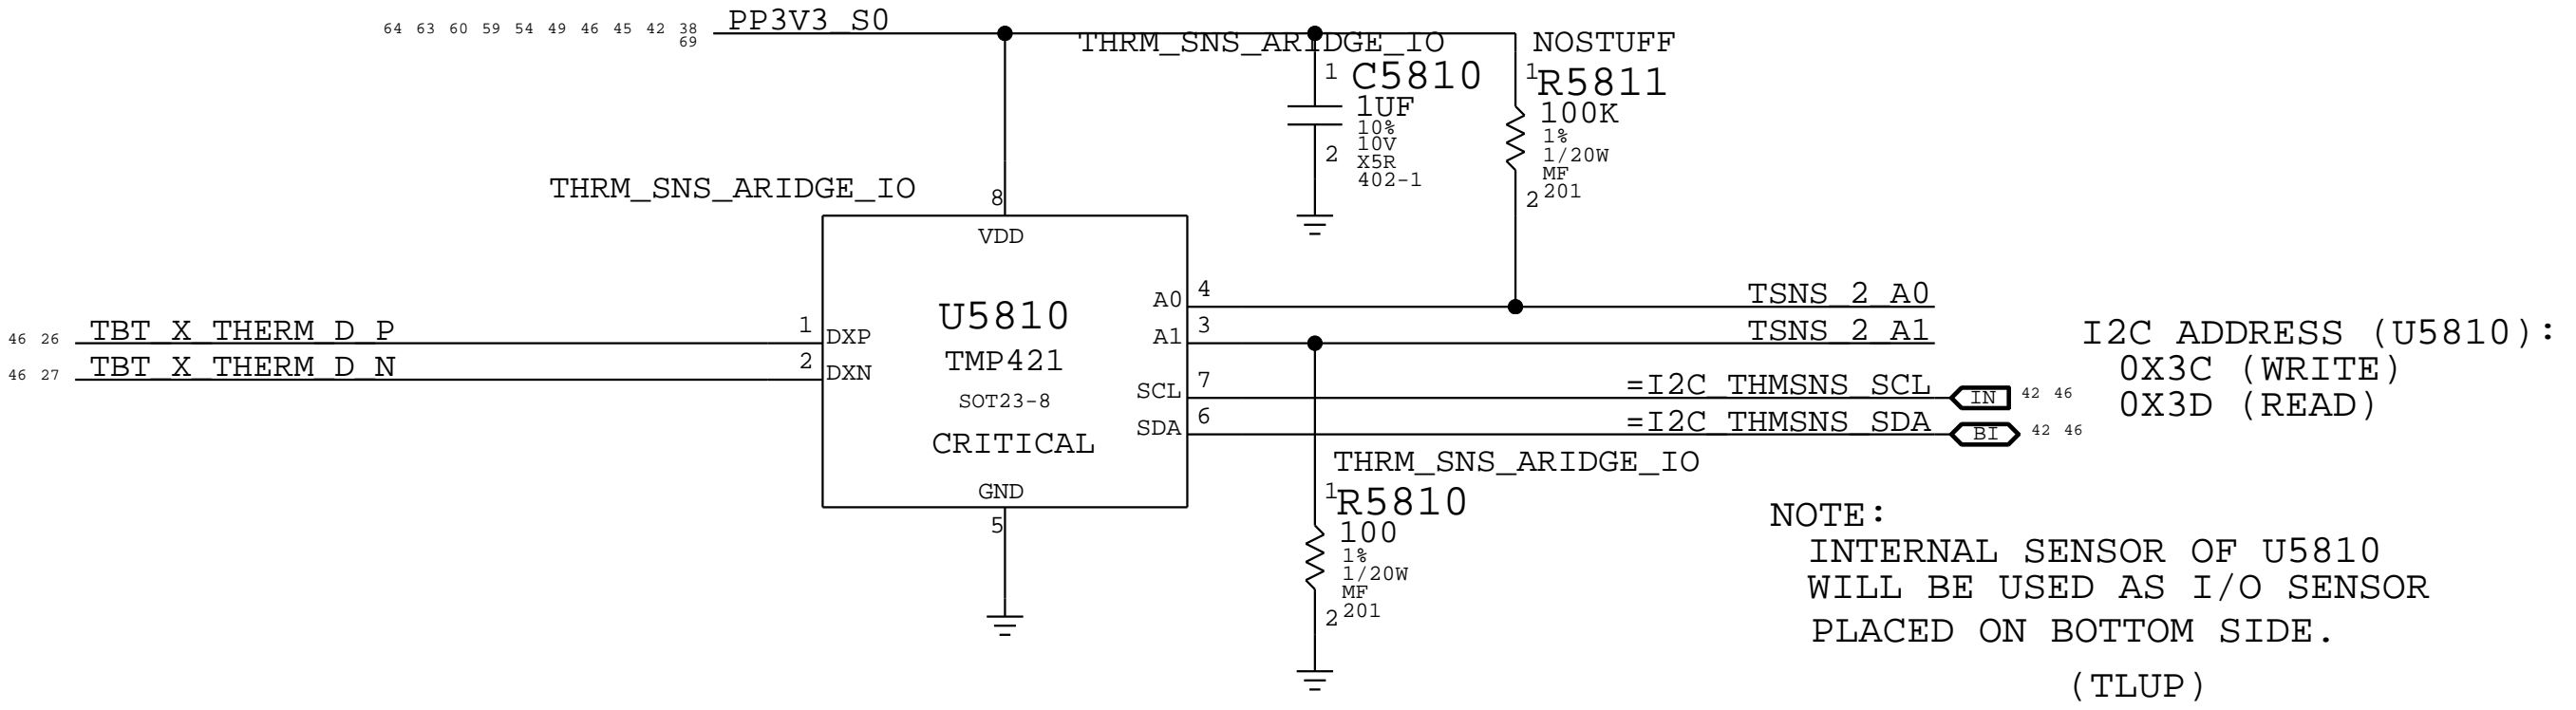 PP3V3_S0
64 63 60 59 54 49 46 45 42 38
69
THRM_SNS_ARIDGE_IO
1
C5810
1UF
10%
10V
X5R
402-1
2
NOSTUFF
1
R5811
100K
1%
1/20W
MF
201
2
THRM_SNS_ARIDGE_IO
8
VDD
U5810
TMP421
SOT23-8
CRITICAL
GND
5
46 26 TBT_X_THERM_D_P
1
DXP
46 27 TBT_X_THERM_D_N
2
DXN
A0
4
TSNS_2_A0
A1
3
TSNS_2_A1
SCL
7
=I2C_THMSNS_SCL
IN
42 46
SDA
6
=I2C_THMSNS_SDA
BI
42 46
I2C ADDRESS (U5810):
0X3C (WRITE)
0X3D (READ)
THRM_SNS_ARIDGE_IO
1
R5810
100
1%
1/20W
MF
201
2
NOTE:
INTERNAL SENSOR OF U5810
WILL BE USED AS I/O SENSOR
PLACED ON BOTTOM SIDE.
(TLUP)